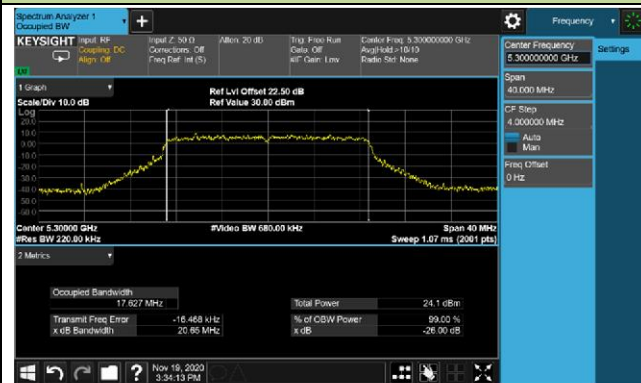 Spectrum Analyzer 1
Occupied BW
Frequency
KEYSIGHT
Input: RF
Coupling: DC
Align: Off
Input Z: 50 Ω
Corrections: Off
Freq Ref: Int (S)
Atten: 20 dB
Trig: Free Run
Gate: Off
#IF Gain: Low
Center Freq: 5.300000000 GHz
Avg|Hold:>10/10
Radio Std: None
Center Frequency
5.300000000 GHz
Settings
Span
40.000 MHz
CF Step
4.000000 MHz
Auto
Man
Freq Offset
0 Hz
1 Graph
Scale/Div 10.0 dB
Ref Lvl Offset 22.50 dB
Ref Value 30.00 dBm
Log
20.0
10.0
0.00
-10.0
-20.0
-30.0
-40.0
-50.0
-60.0
Center 5.30000 GHz
#Video BW 680.00 kHz
Span 40 MHz
#Res BW 220.00 kHz
Sweep 1.07 ms (2001 pts)
2 Metrics
Occupied Bandwidth
17.627 MHz
Total Power
24.1 dBm
Transmit Freq Error
-16.468 kHz
% of OBW Power
99.00 %
x dB Bandwidth
20.65 MHz
x dB
-26.00 dB
Nov 19, 2020
3:34:13 PM